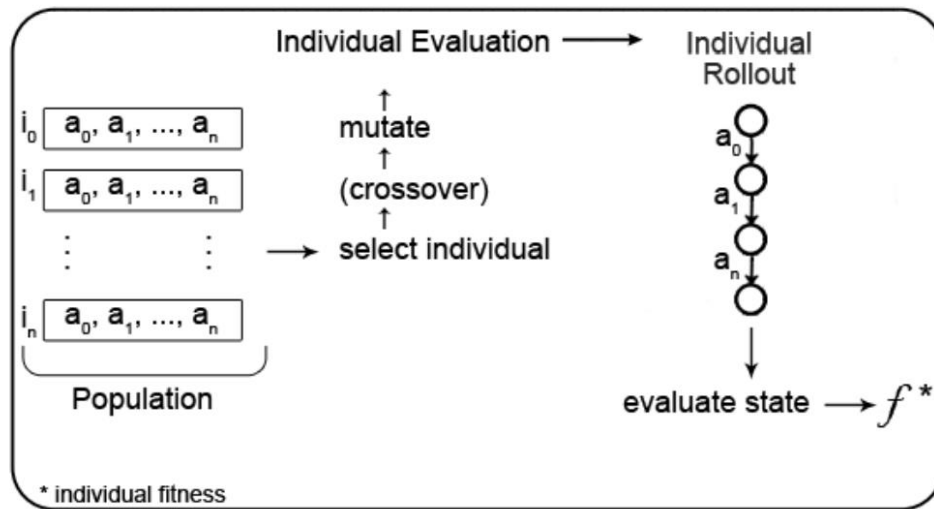 Individual Evaluation → Individual
Rollout
i₀ a₀, a₁, ..., aₙ
i₁ a₀, a₁, ..., aₙ
⋮ ⋮
iₙ a₀, a₁, ..., aₙ
Population
↑
mutate
↑
(crossover)
↑
→ select individual
a₀
a₁
aₙ
evaluate state → f *
* individual fitness